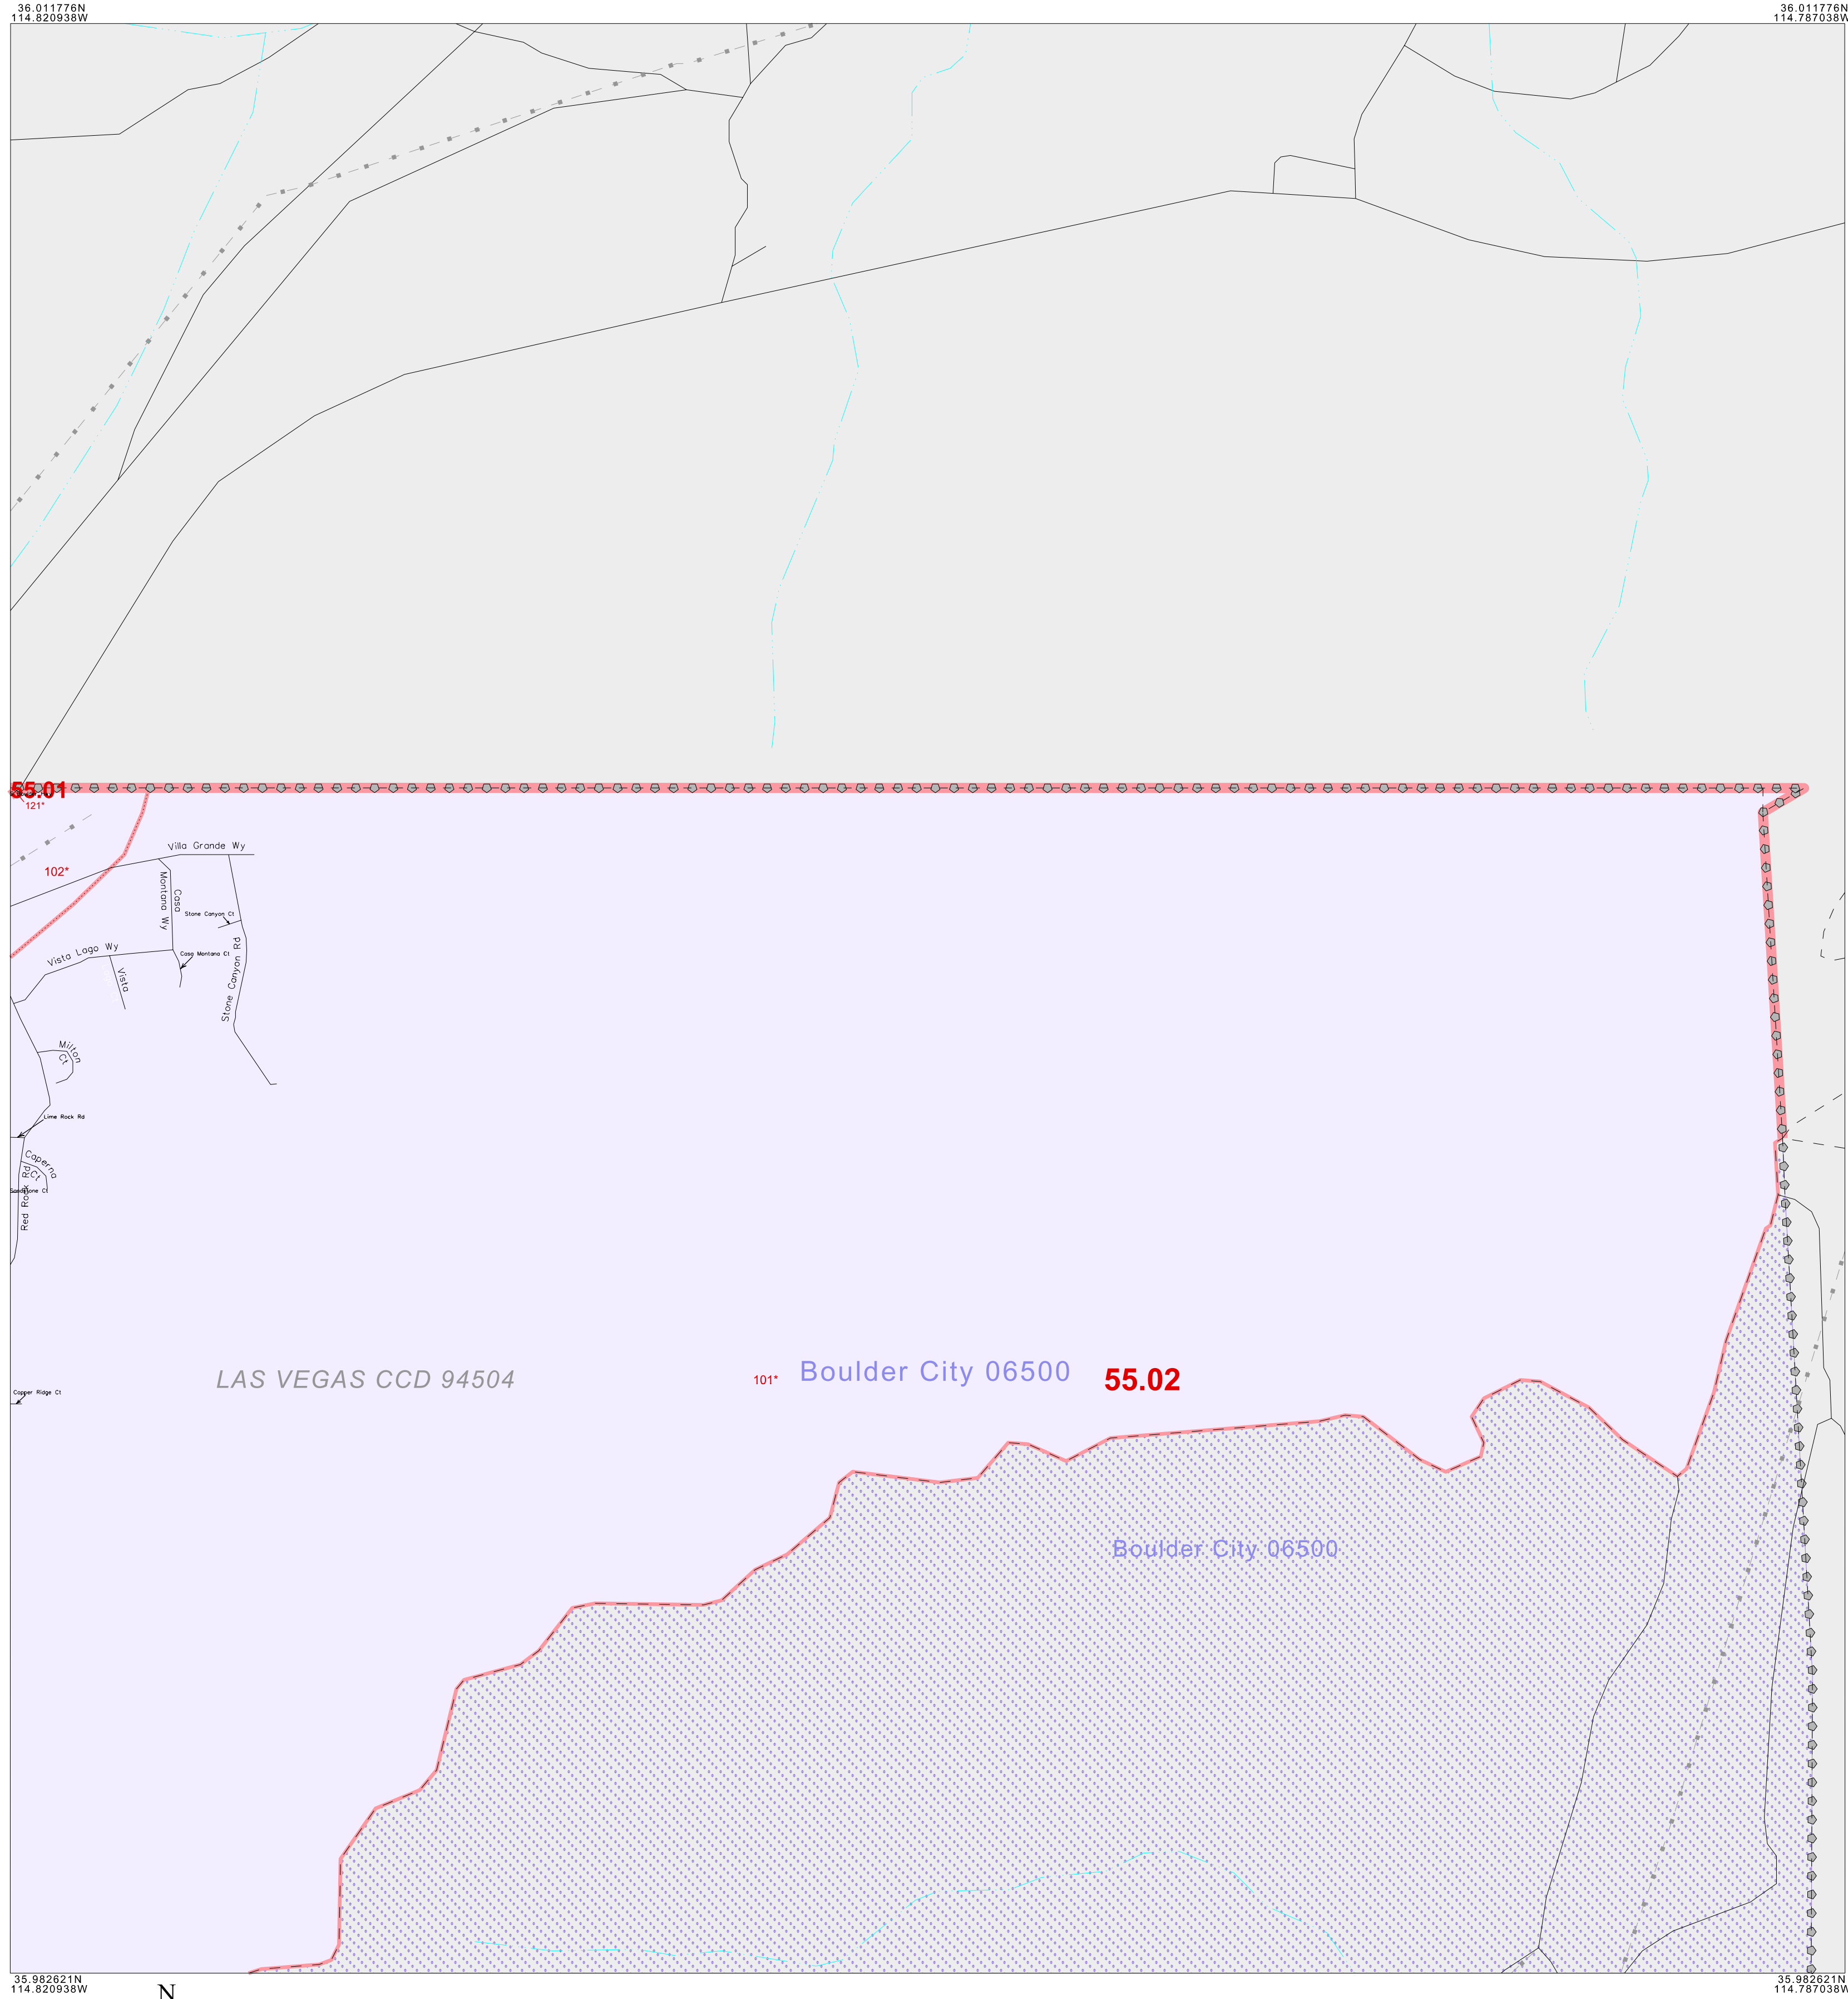 36.011776N
114.820938W
36.011776N
114.787038W
55.01
121*
102*
Villa Grande Wy
Casa
Montana Wy
Stone Canyon Ct
Stone Canyon Rd
Vista Lago Wy
Casa Montana Ct
Vista
Milton
Ct
Lime Rock Rd
Caperna
Ct
Sandstone Ct
Red Rock Rd
LAS VEGAS CCD 94504
101*
Boulder City 06500
55.02
Copper Ridge Ct
Boulder City 06500
35.982621N
114.820938W
N
35.982621N
114.787038W